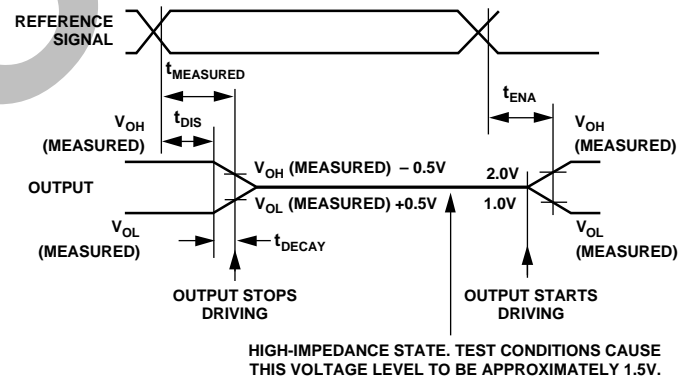 REFERENCE
SIGNAL
tMEASURED
tENA
tDIS
VOH
(MEASURED)
VOH
(MEASURED)
VOH (MEASURED) – 0.5V
2.0V
OUTPUT
VOL (MEASURED) +0.5V
1.0V
VOL
(MEASURED)
VOL
(MEASURED)
tDECAY
OUTPUT STOPS
DRIVING
OUTPUT STARTS
DRIVING
HIGH-IMPEDANCE STATE. TEST CONDITIONS CAUSE
THIS VOLTAGE LEVEL TO BE APPROXIMATELY 1.5V.